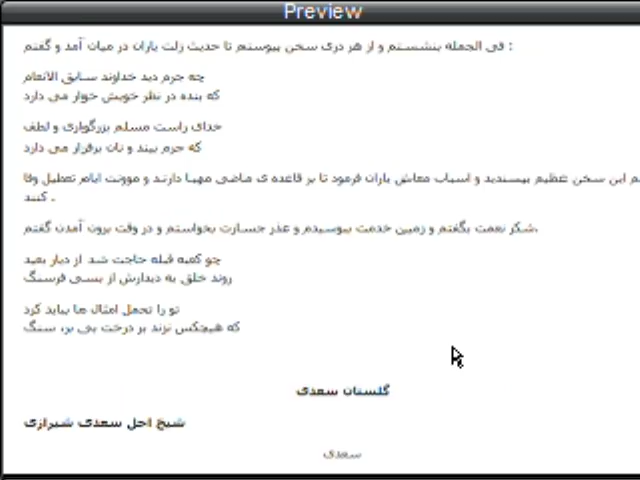 Preview
فی الجمله بنشستم و از هر دری سخن پیوستم تا حدیث زلت یاران در میان آمد و گفتم :
چه جرم دید خداوند سابق الانعام
که بنده در نظر خویش خوار می دارد
خدای راست مسلم بزرگواری و لطف
که جرم بیند و نان برقرار می دارد
این سخن عظیم بپسندید و اسباب معاش یاران فرمود تا بر قاعده ی ماضی مهیا دارند و موونت ایام تعطیل وفا
کنند .
شکر نعمت بگفتم و زمین خدمت ببوسیدم و عذر جسارت بخواستم و در وقت برون آمدن گفتم.
چو کعبه قبله حاجت شد از دیار بعید
روند خلق به دیدارش از بسی فرسنگ
تو را تحمل امثال ما بباید کرد
که هیچکس نزند بر درخت بی بر، سنگ
گلستان سعدی
شیخ اجل سعدی شیرازی
سعدی